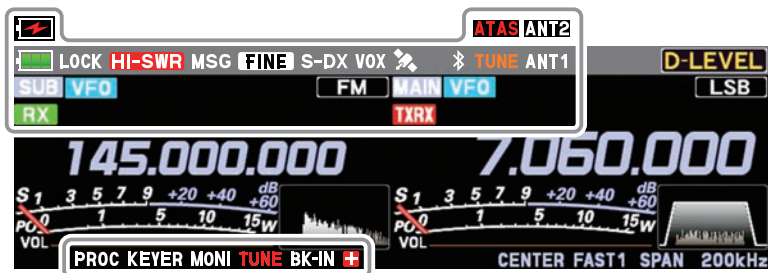 ATAS ANT2
LOCK HI-SWR MSG FINE S-DX VOX TUNE ANT1 D-LEVEL
SUB VFO FM MAIN VFO LSB
RX TXRX
145.000.000 7.060.000
S 1 3 5 7 9 +20 +40 +60 dB S 1 3 5 7 9 +20 +40 +60 dB
PO 0 1 5 10 15W PO 0 1 5 10 15W
VOL VOL
PROC KEYER MONI TUNE BK-IN + CENTER FAST1 SPAN 200kHz